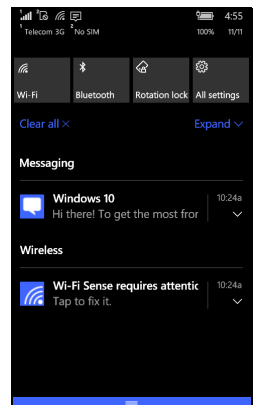 4:55
1 Telecom 3G 2 No SIM 100% 11/11
Wi-Fi Bluetooth Rotation lock All settings
Clear all × Expand
Messaging
Windows 10 10:24a
Hi there! To get the most fror
Wireless
Wi-Fi Sense requires attentic 10:24a
Tap to fix it.